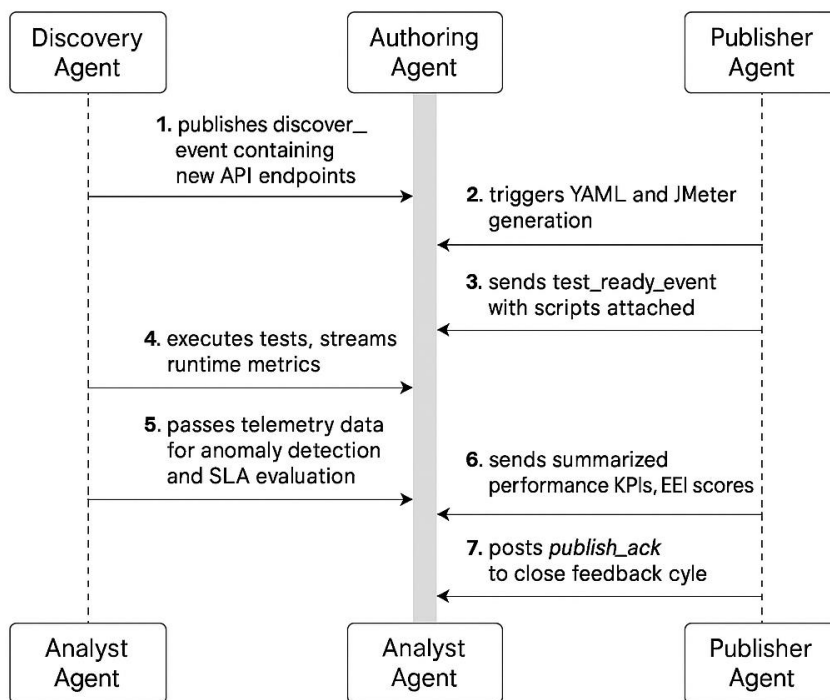 Discovery
Agent
Authoring
Agent
Publisher
Agent
1. publishes discover_
event containing
new API endpoints
2. triggers YAML and JMeter
generation
3. sends test_ready_event
with scripts attached
4. executes tests, streams
runtime metrics
5. passes telemetry data
for anomaly detection
and SLA evaluation
6. sends summarized
performance KPIs, EEI scores
7. posts publish_ack
to close feedback cyle
Analyst
Agent
Analyst
Agent
Publisher
Agent